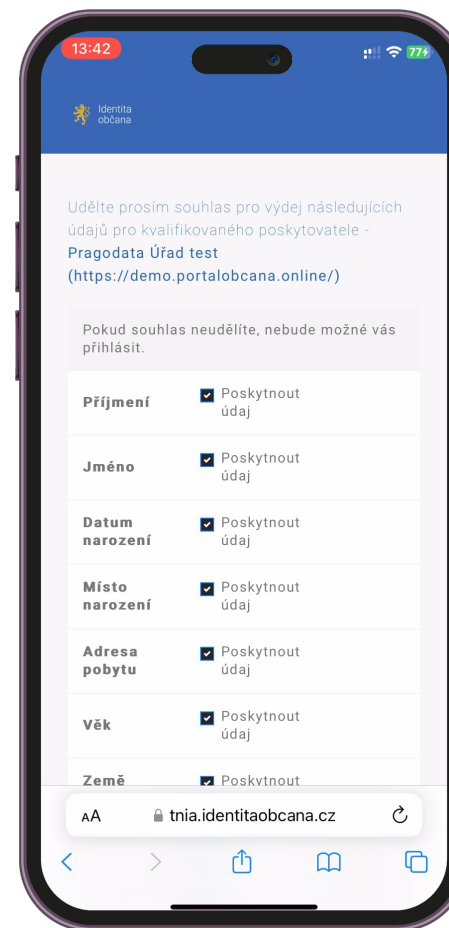 13:42
77
Identita
občana
Udělte prosím souhlas pro výdej následujících
údajů pro kvalifikovaného poskytovatele -
Pragodata Úřad test
(https://demo.portalobcana.online/)
Pokud souhlas neudělíte, nebude možné vás
přihlásit.
Příjmení
Poskytnout
údaj
Jméno
Poskytnout
údaj
Datum
narození
Poskytnout
údaj
Místo
narození
Poskytnout
údaj
Adresa
pobytu
Poskytnout
údaj
Věk
Poskytnout
údaj
Země
Poskytnout
AA
tnia.identitaobcana.cz